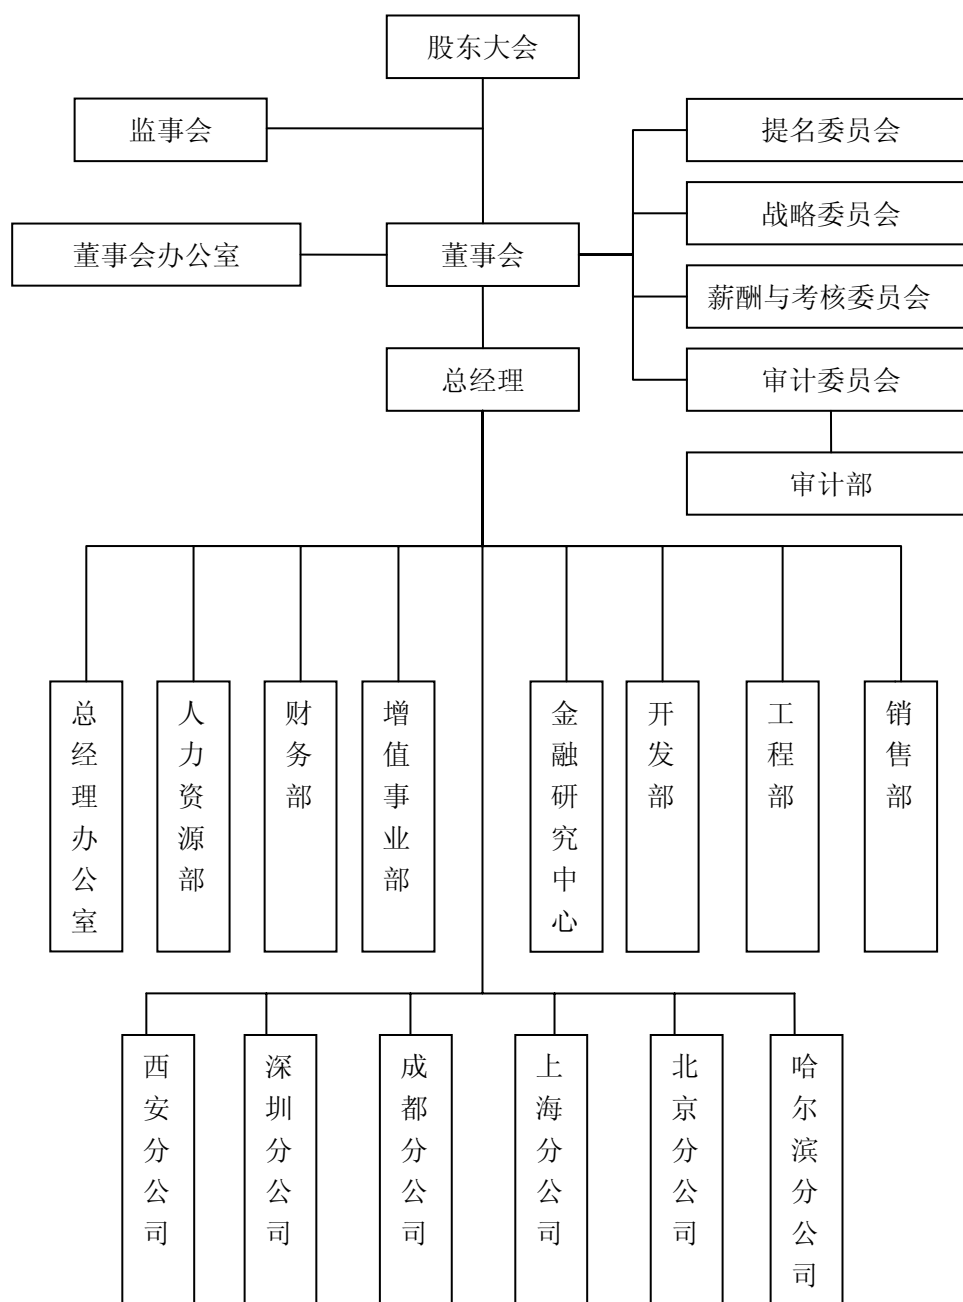 股东大会
监事会
提名委员会
战略委员会
董事会办公室
董事会
薪酬与考核委员会
总经理
审计委员会
审计部
总经理办公室
人力资源部
财务部
增值事业部
金融研究中心
开发部
工程部
销售部
西安分公司
深圳分公司
成都分公司
上海分公司
北京分公司
哈尔滨分公司